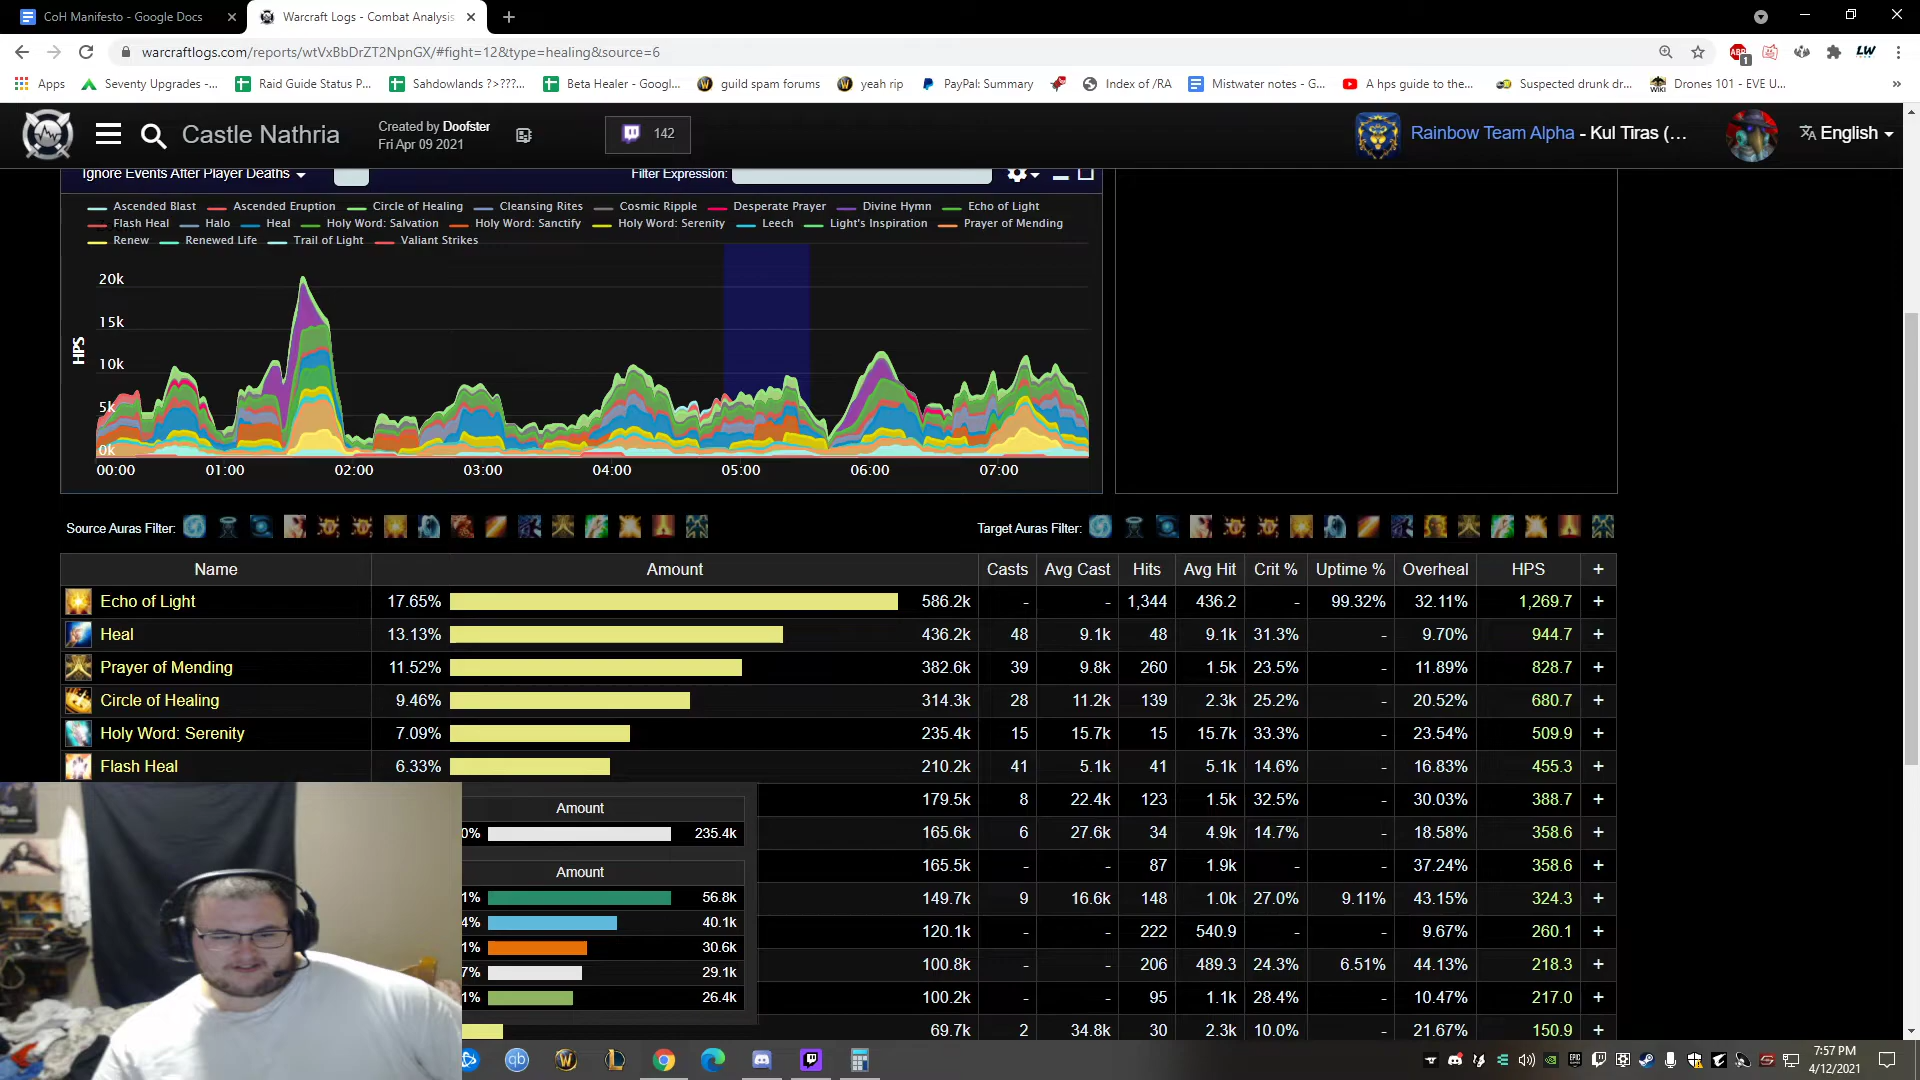 CoH Manifesto - Google Docs
Warcraft Logs - Combat Analysis
warcraftlogs.com/reports/wtVxBbDrZT2NpnGX/#fight=12&type=healing&source=6
Apps Seventy Upgrades -... Raid Guide Status P... Sahdowlands ?>???... Beta Healer - Googl... guild spam forums yeah rip PayPal: Summary Index of /RA Mistwater notes - G... A hps guide to the... Suspected drunk dr... Drones 101 - EVE U...
Castle Nathria
Created by Doofster
Fri Apr 09 2021
142
Rainbow Team Alpha - Kul Tiras (...
English
Ignore Events After Player Deaths
Filter Expression:
Ascended Blast Ascended Eruption Circle of Healing Cleansing Rites Cosmic Ripple Desperate Prayer Divine Hymn Echo of Light
Flash Heal Halo Heal Holy Word: Salvation Holy Word: Sanctify Holy Word: Serenity Leech Light's Inspiration Prayer of Mending
Renew Renewed Life Trail of Light Valiant Strikes
20k
15k
HPS
10k
5k
0k
00:00 01:00 02:00 03:00 04:00 05:00 06:00 07:00
Source Auras Filter:
Target Auras Filter:
Name Amount Casts Avg Cast Hits Avg Hit Crit % Uptime % Overheal HPS +
Echo of Light 17.65% 586.2k - - 1,344 436.2 - 99.32% 32.11% 1,269.7 +
Heal 13.13% 436.2k 48 9.1k 48 9.1k 31.3% - 9.70% 944.7 +
Prayer of Mending 11.52% 382.6k 39 9.8k 260 1.5k 23.5% - 11.89% 828.7 +
Circle of Healing 9.46% 314.3k 28 11.2k 139 2.3k 25.2% - 20.52% 680.7 +
Holy Word: Serenity 7.09% 235.4k 15 15.7k 15 15.7k 33.3% - 23.54% 509.9 +
Flash Heal 6.33% 210.2k 41 5.1k 41 5.1k 14.6% - 16.83% 455.3 +
179.5k 8 22.4k 123 1.5k 32.5% - 30.03% 388.7 +
165.6k 6 27.6k 34 4.9k 14.7% - 18.58% 358.6 +
165.5k - - 87 1.9k - - 37.24% 358.6 +
149.7k 9 16.6k 148 1.0k 27.0% 9.11% 43.15% 324.3 +
120.1k - - 222 540.9 - - 9.67% 260.1 +
100.8k - - 206 489.3 24.3% 6.51% 44.13% 218.3 +
100.2k - - 95 1.1k 28.4% - 10.47% 217.0 +
69.7k 2 34.8k 30 2.3k 10.0% - 21.67% 150.9 +
Amount
0% 235.4k
Amount
1% 56.8k
4% 40.1k
1% 30.6k
7% 29.1k
1% 26.4k
7:57 PM
4/12/2021